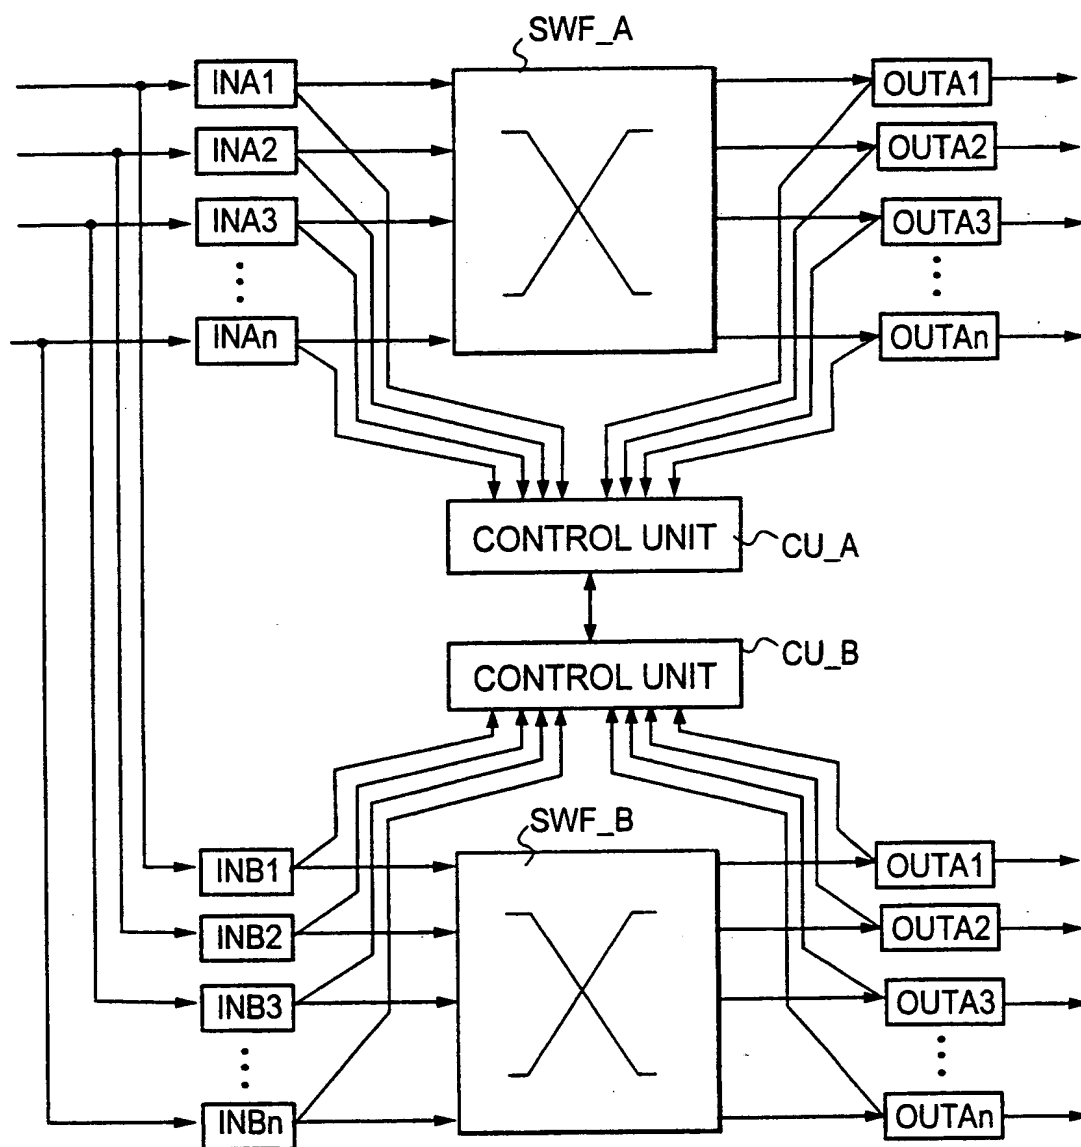 SWF_A
INA1
OUTA1
INA2
OUTA2
INA3
OUTA3
INAn
OUTAn
CONTROL UNIT
CU_A
CONTROL UNIT
CU_B
SWF_B
INB1
OUTA1
INB2
OUTA2
INB3
OUTA3
INBn
OUTAn